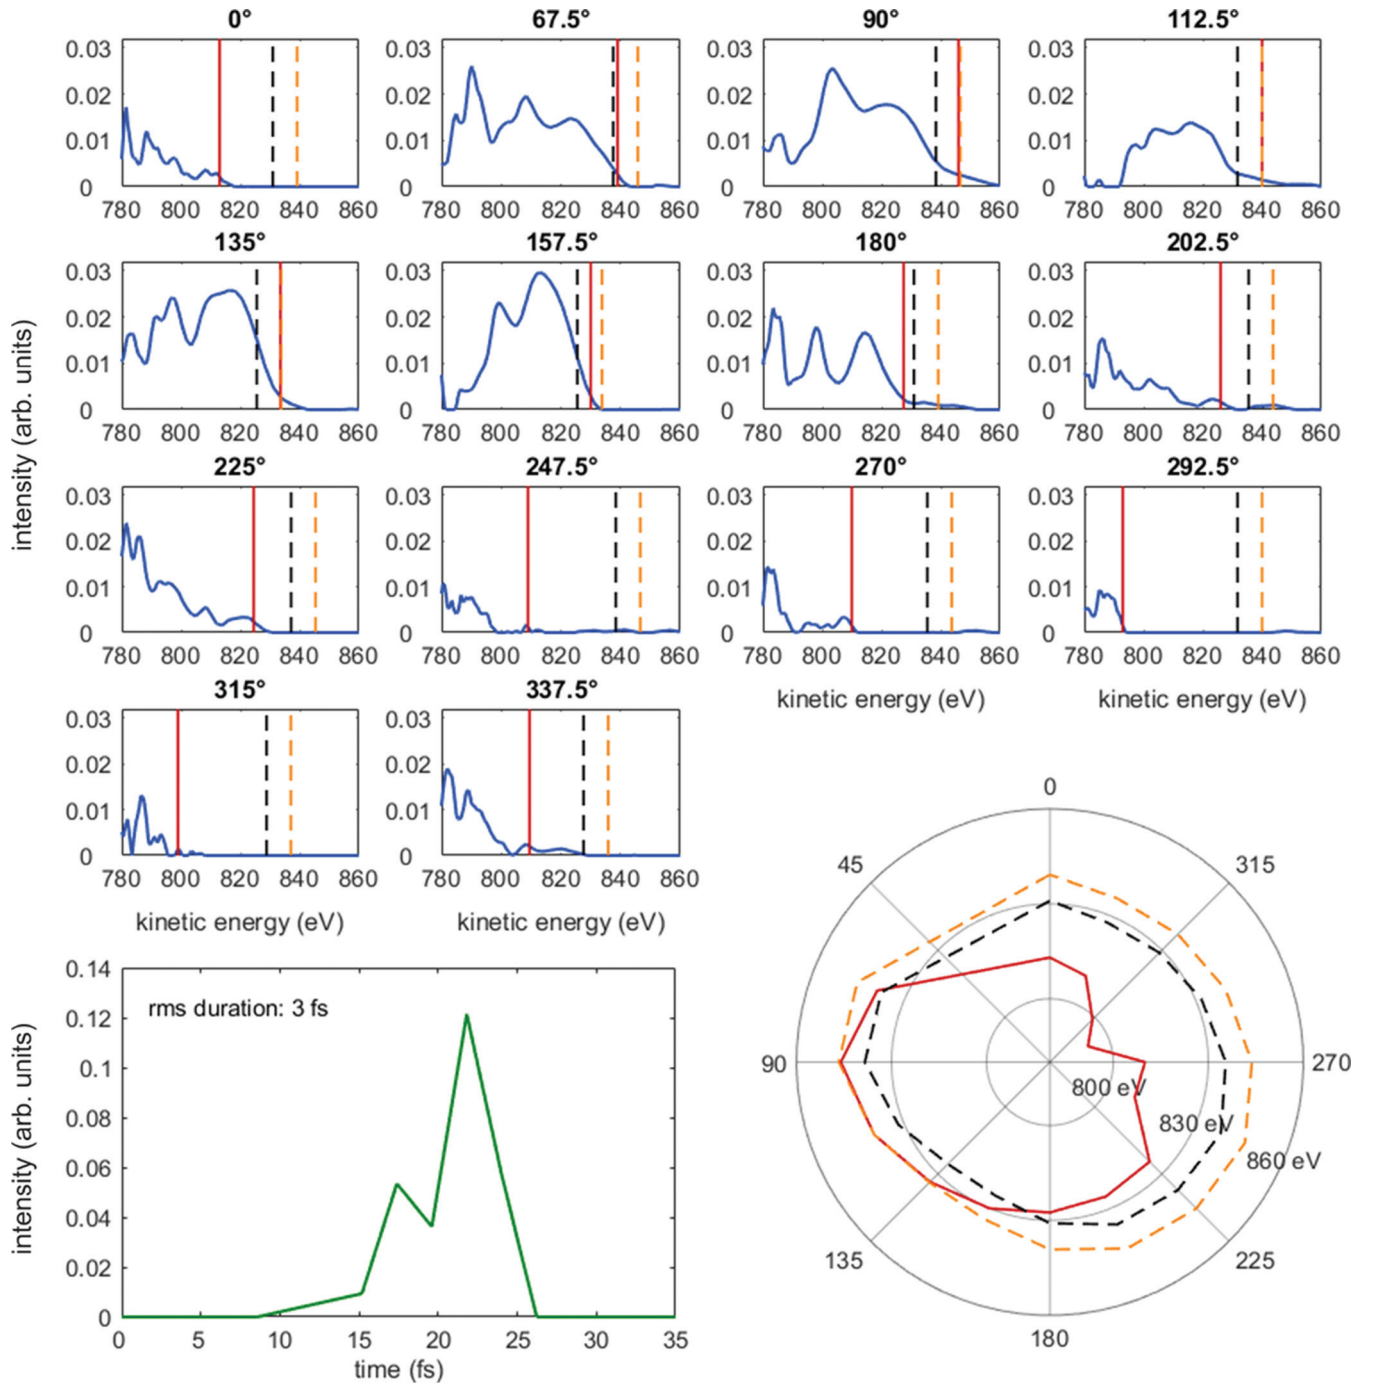 0° 67.5° 90° 112.5°
0.03 0.03 0.03 0.03
0.02 0.02 0.02 0.02
0.01 0.01 0.01 0.01
0 0 0 0
780 800 820 840 860 780 800 820 840 860 780 800 820 840 860 780 800 820 840 860
135° 157.5° 180° 202.5°
0.03 0.03 0.03 0.03
0.02 0.02 0.02 0.02
0.01 0.01 0.01 0.01
0 0 0 0
780 800 820 840 860 780 800 820 840 860 780 800 820 840 860 780 800 820 840 860
intensity (arb. units)
225° 247.5° 270° 292.5°
0.03 0.03 0.03 0.03
0.02 0.02 0.02 0.02
0.01 0.01 0.01 0.01
0 0 0 0
780 800 820 840 860 780 800 820 840 860 780 800 820 840 860 780 800 820 840 860
kinetic energy (eV) kinetic energy (eV)
315° 337.5°
0.03 0.03
0.02 0.02
0.01 0.01
0 0
780 800 820 840 860 780 800 820 840 860
kinetic energy (eV) kinetic energy (eV)
0.14
0.12
0.1
0.08
0.06
0.04
0.02
0
rms duration: 3 fs
intensity (arb. units)
0 5 10 15 20 25 30 35
time (fs)
0
45 315
90 270
800 eV
830 eV
860 eV
135 225
180